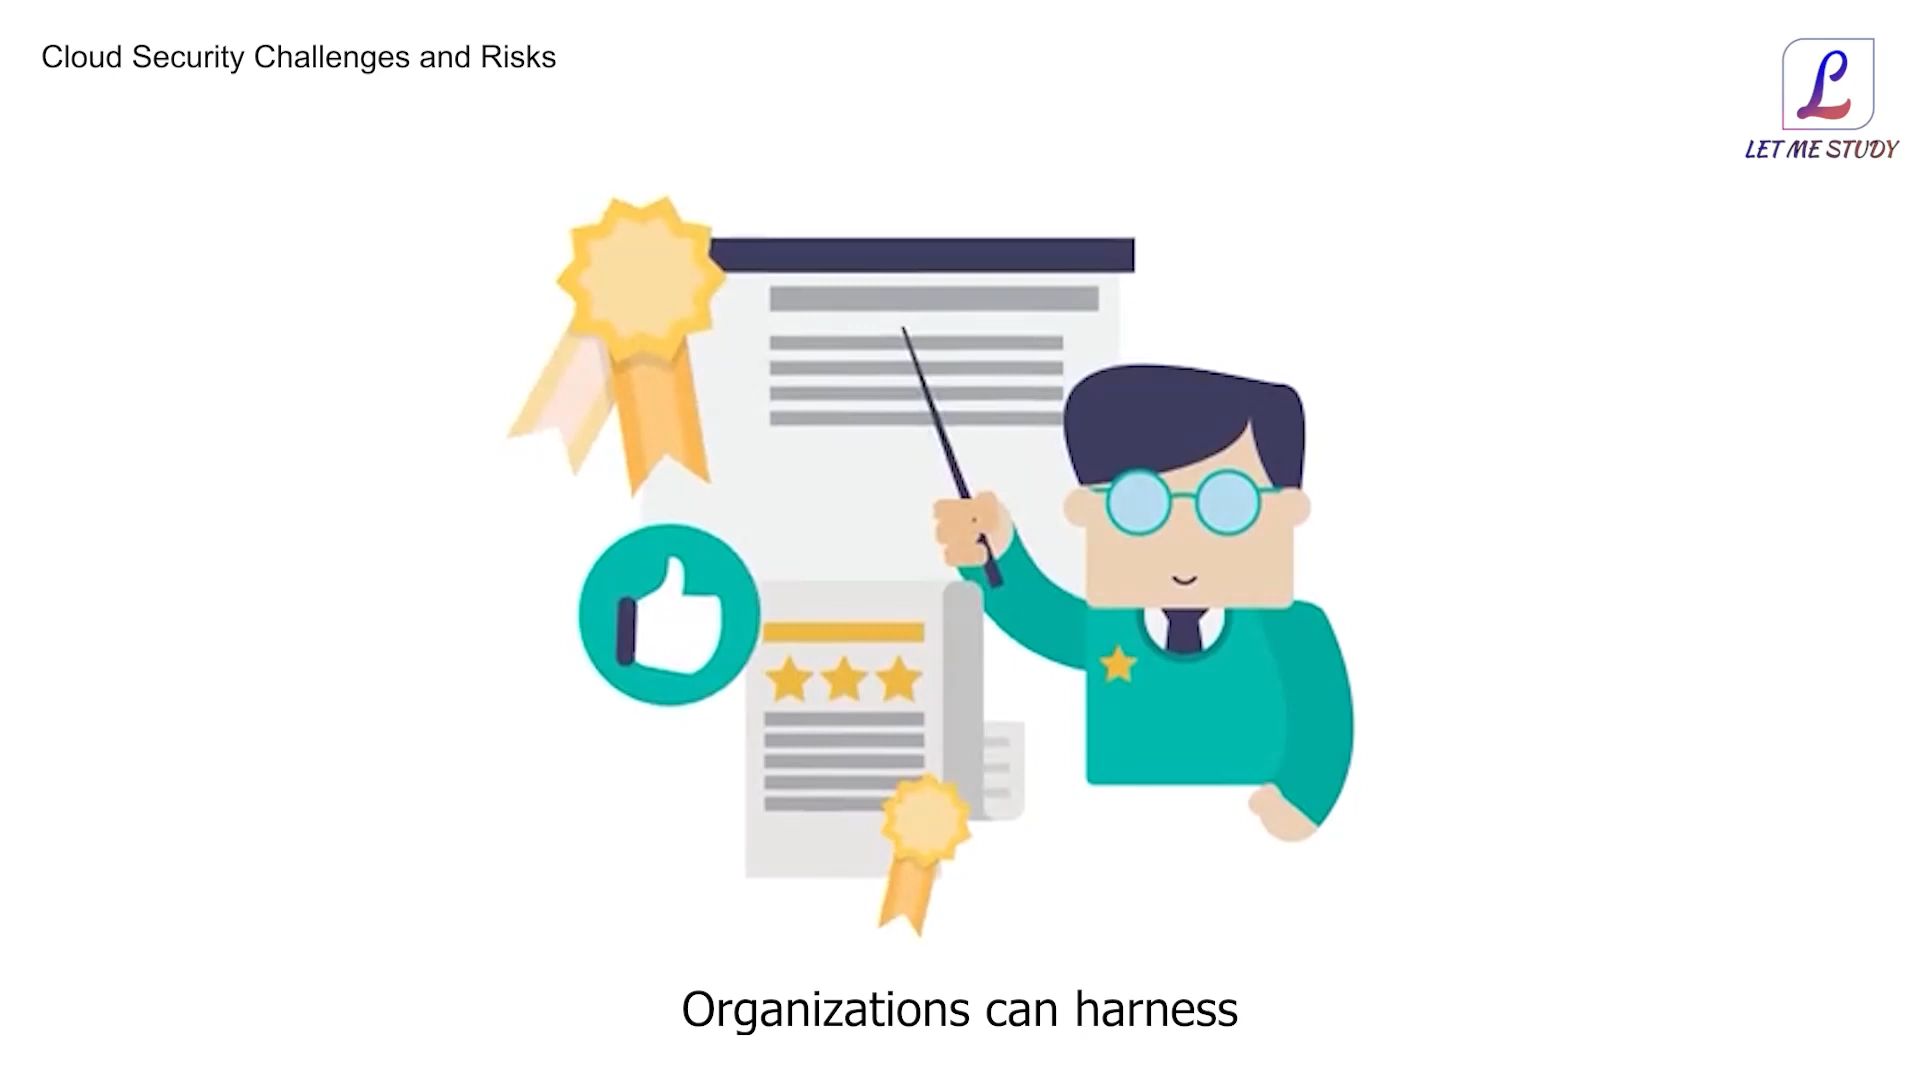 Cloud Security Challenges and Risks
L
LET ME STUDY
Organizations can harness